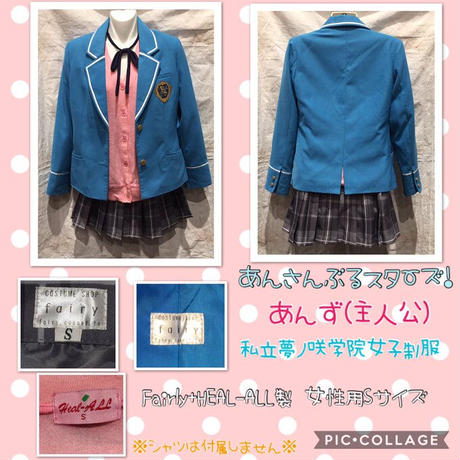 あんさんぶるスターズ!
あんず(主人公)
私立夢ノ咲学院女子制服
COSTUME SHOP
fairy
S
COSTUME SHOP
fairy
Heal-ALL
S
Fairly+HEAL-ALL製 女性用Sサイズ
※シャツは付属しません※
PIC•COLLAGE